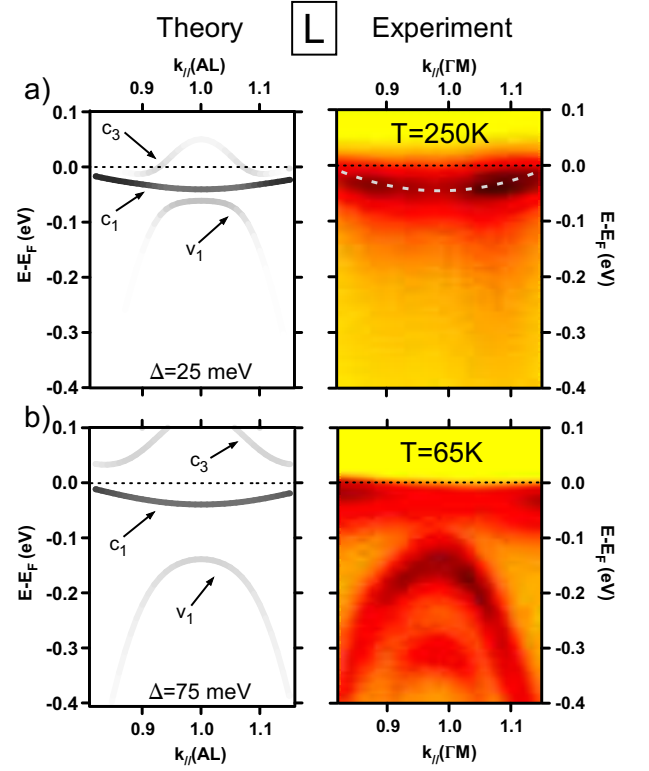 Theory L Experiment
k//(AL) k//(ΓM)
a) 0.9 1.0 1.1 0.9 1.0 1.1
0.1 c3 T=250K 0.1
0.0 0.0
c1
-0.1 -0.1
v1
E-EF (eV) E-EF (eV)
-0.2 -0.2
-0.3 -0.3
Δ=25 meV
-0.4 -0.4
b)
0.1 c3 T=65K 0.1
0.0 0.0
c1
-0.1 -0.1
E-EF (eV) E-EF (eV)
-0.2 v1 -0.2
-0.3 -0.3
Δ=75 meV
-0.4 -0.4
0.9 1.0 1.1 0.9 1.0 1.1
k//(AL) k//(ΓM)